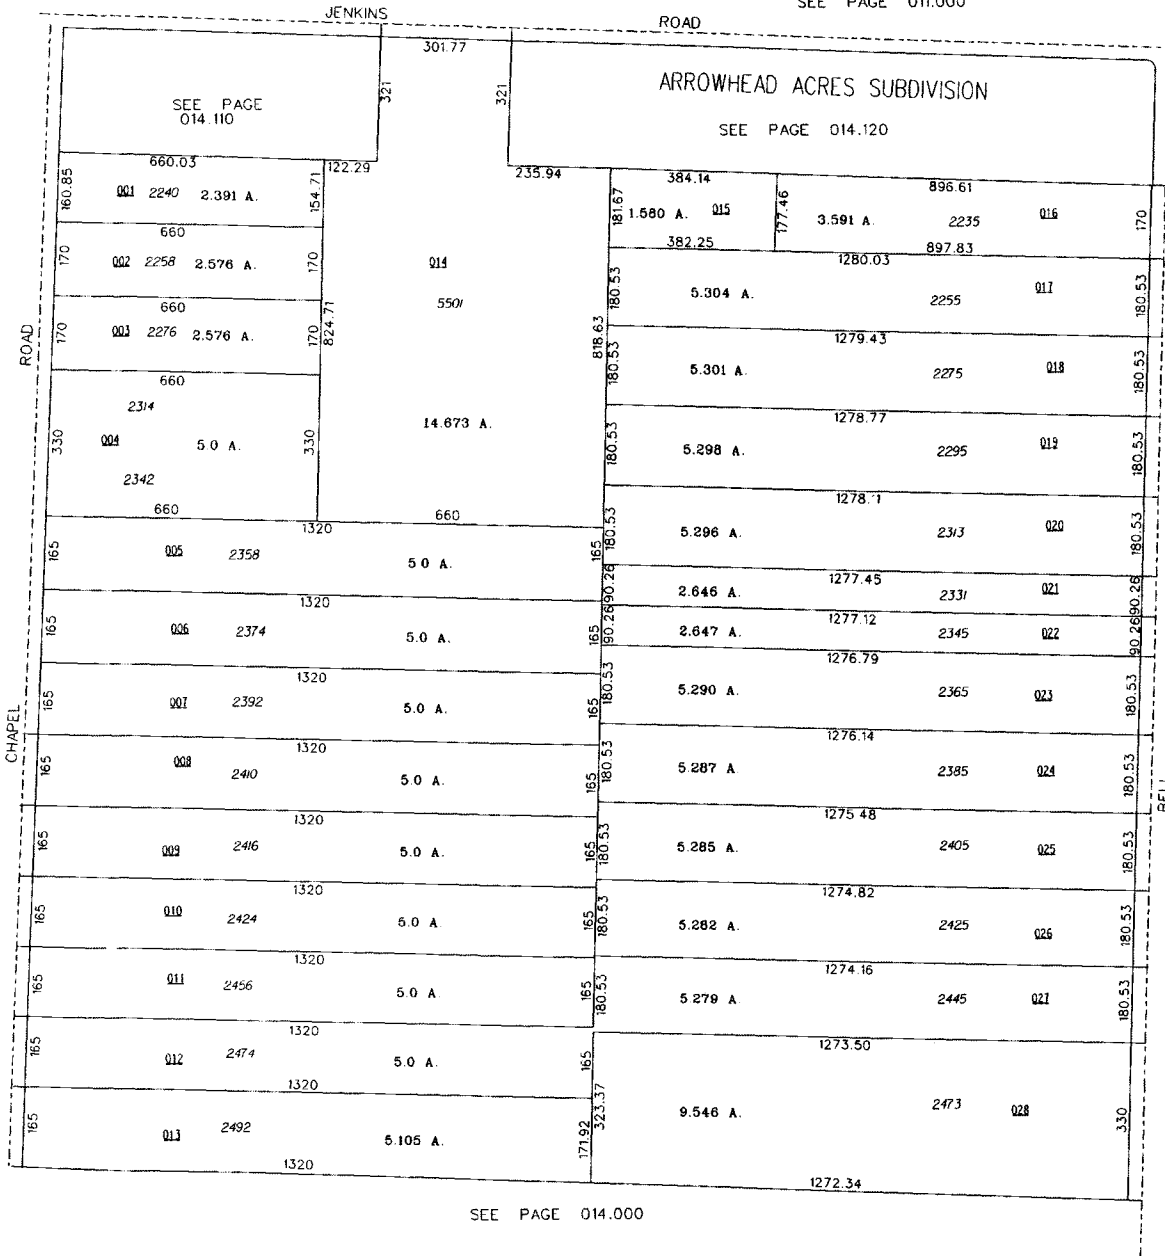 SEE PAGE 011.000
JENKINS ROAD
301.77
321
321
SEE PAGE
014.110
ARROWHEAD ACRES SUBDIVISION
SEE PAGE 014.120
660.03
122.29
235.94
160.85 001 2240 2.391 A. 154.71
660
170 002 2258 2.576 A. 170
660
170 003 2276 2.576 A. 170
824.71
660
2314
330 004 5.0 A. 330
2342
660
014
5501
14.673 A.
818.63
660
384.14
181.67 1.580 A. 015 177.46
382.25
896.61
3.591 A. 2235 016 170
897.83
1280.03
180.53 5.304 A. 2255 017 180.53
1279.43
180.53 5.301 A. 2275 018 180.53
1278.77
180.53 5.298 A. 2295 019 180.53
180.53 5.296 A. 2313 020 180.53
1277.45
90.26 2.646 A. 2331 021 90.26
1277.12
90.26 2.647 A. 2345 022 90.26
1276.79
180.53 5.290 A. 2365 023 180.53
1276.14
180.53 5.287 A. 2385 024 180.53
1275 48
180.53 5.285 A. 2405 025 180.53
1274.82
180.53 5.282 A. 2425 026 180.53
1274.16
180.53 5.279 A. 2445 027 180.53
1273.50
323.37 9.546 A. 2473 028 330
1272.34
1320
165 005 2358 5 0 A. 165
1320
165 006 2374 5.0 A. 165
1320
165 007 2392 5.0 A. 165
1320
165 008 2410 5.0 A. 165
1320
165 009 2416 5.0 A. 165
1320
165 010 2424 5.0 A. 165
1320
165 011 2456 5.0 A 165
1320
165 012 2474 5.0 A. 165
1320
165 013 2492 5.105 A. 171.92
1320
CHAPEL ROAD
SEE PAGE 014.000